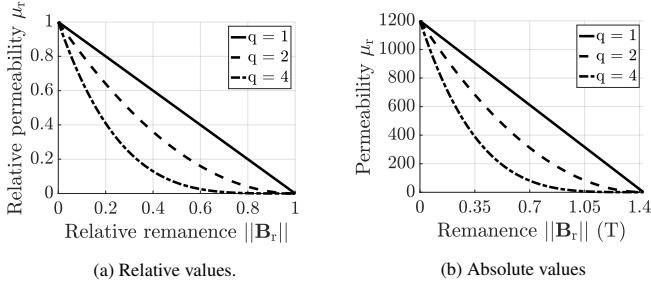 Relative permeability μr
1
0.8
0.6
0.4
0.2
0
0
0.2
0.4
0.6
0.8
1
Relative remanence ||Br||
q = 1
q = 2
q = 4
(a) Relative values.
Permeability μr
1200
1000
800
600
400
200
0
0
0.35
0.7
1.05
1.4
Remanence ||Br|| (T)
q = 1
q = 2
q = 4
(b) Absolute values